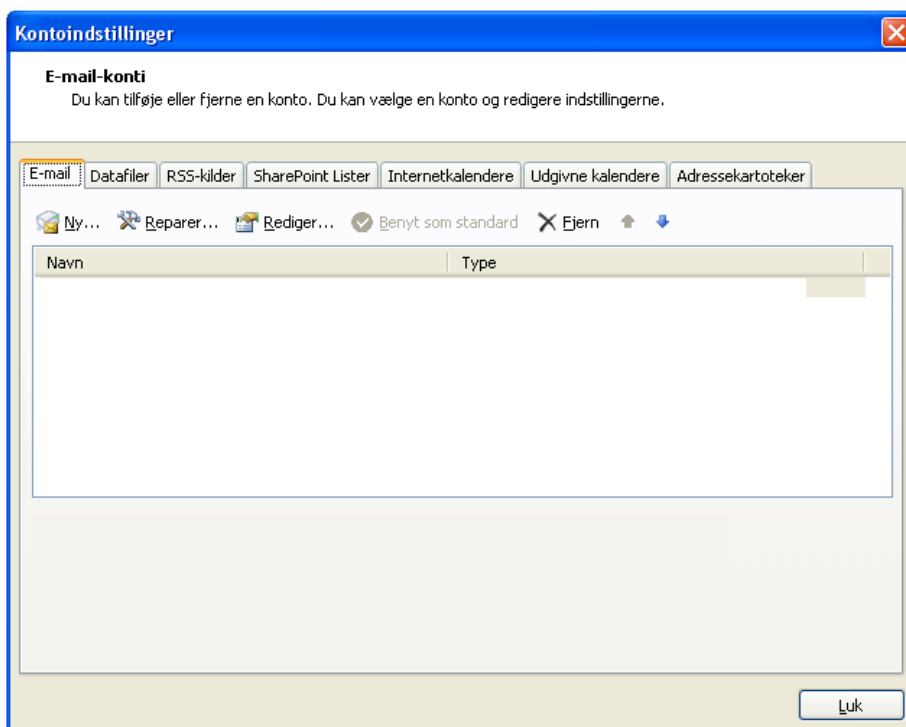 Kontoindstillinger
E-mail-konti
Du kan tilføje eller fjerne en konto. Du kan vælge en konto og redigere indstillingerne.
E-mail Datafiler RSS-kilder SharePoint Lister Internetkalendere Udgivne kalendere Adressekartoteker
Ny... Reparer... Rediger... Benyt som standard Fjern
Navn Type
Luk